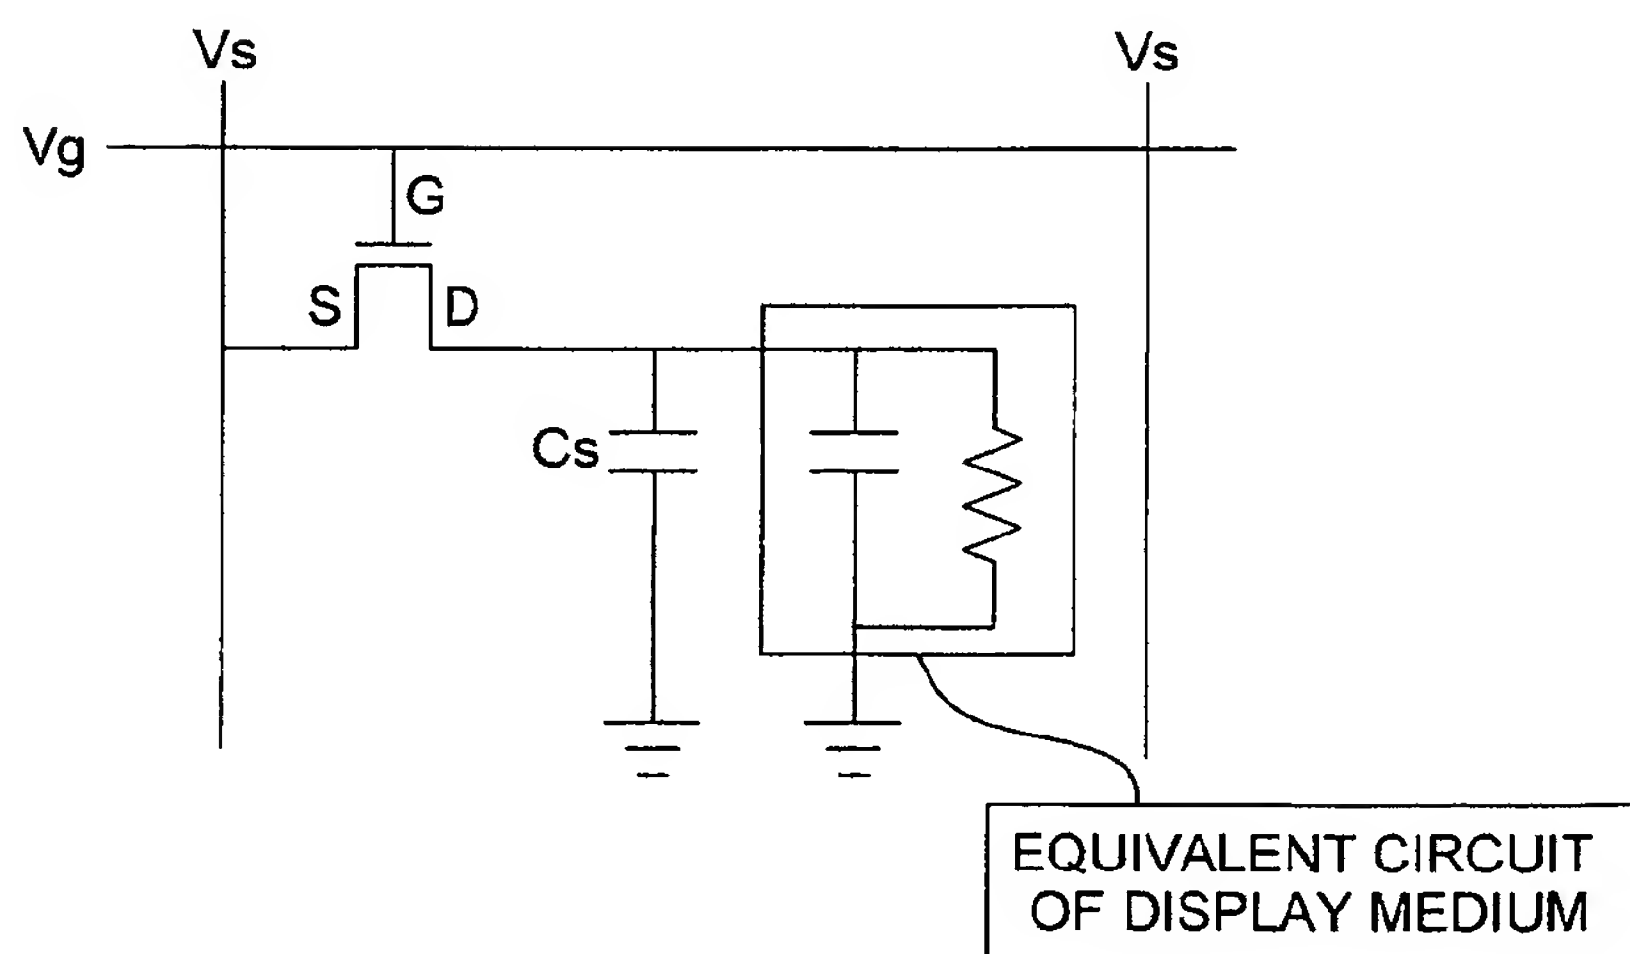 Vs
Vs
Vg
G
S
D
Cs
EQUIVALENT CIRCUIT
OF DISPLAY MEDIUM